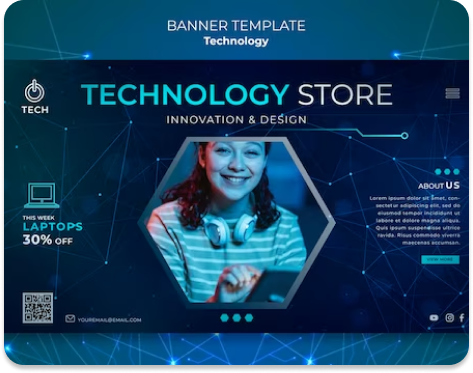 BANNER TEMPLATE
Technology
TECH
TECHNOLOGY STORE
INNOVATION & DESIGN
THIS WEEK
LAPTOPS
30% OFF
ABOUT US
Lorem ipsum dolor sit amet, con-
sectetur adipiscing elit, sed do
eiusmod tempor incididunt ut
labore et dolore magna aliqua.
Quis ipsum suspendisse ultrices
gravida. Risus commodo viverra
maecenas accumsan.
YOUREMAIL@EMAIL.COM